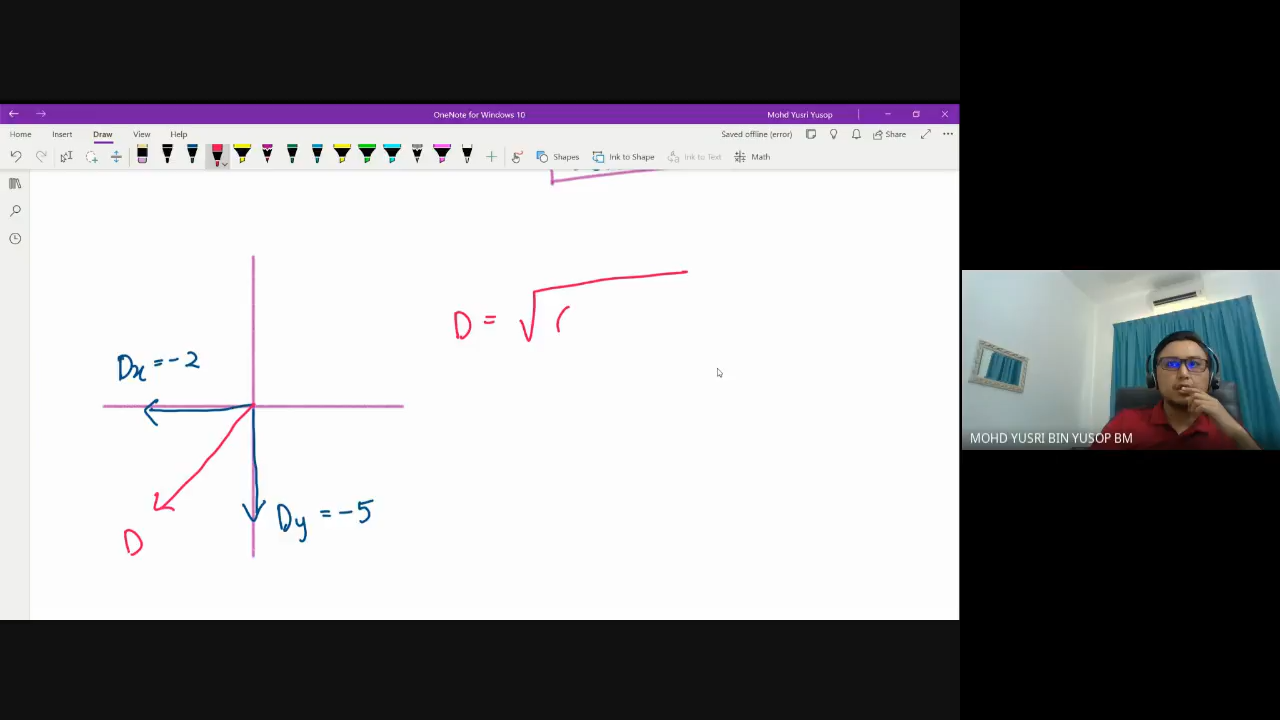 OneNote for Windows 10
Mohd Yusri Yusop
Home Insert Draw View Help
Saved offline (error)
Share
Shapes
Ink to Shape
Ink to Text
Math
D = √(
Dx = -2
Dy = -5
D
MOHD YUSRI BIN YUSOP BM